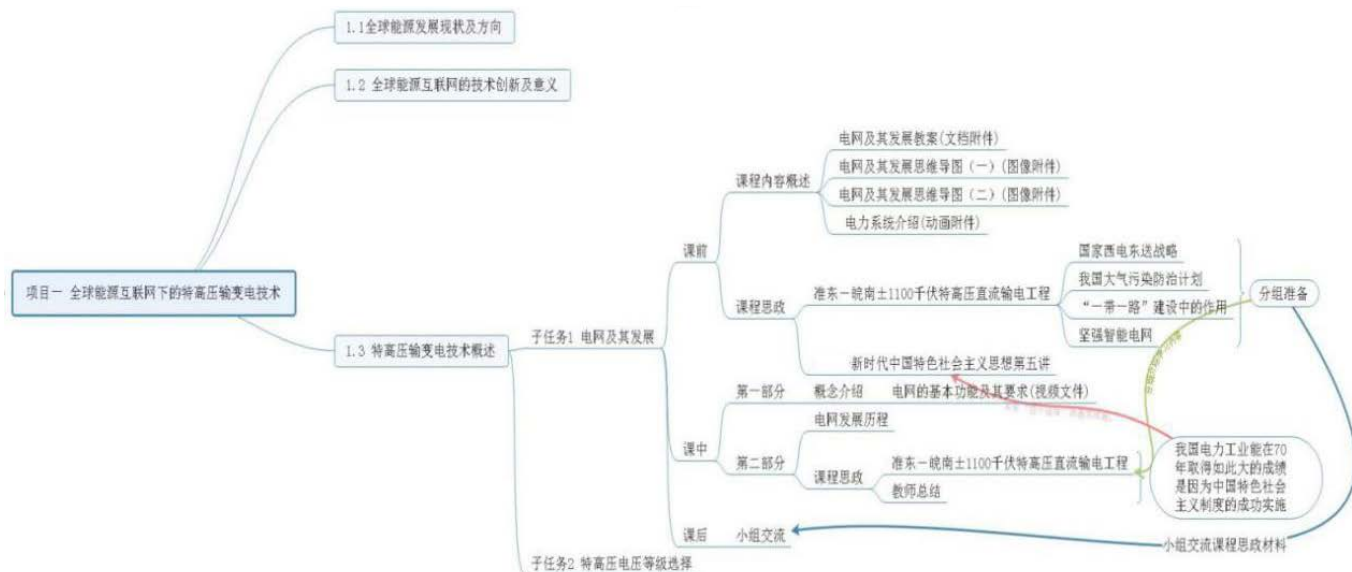 1.1全球能源发展现状及方向
1.2 全球能源互联网的技术创新及意义
项目一 全球能源互联网下的特高压输变电技术
1.3 特高压输变电技术概述
子任务1 电网及其发展
课前
课程内容概述
电网及其发展教案(文档附件)
电网及其发展思维导图（一）(图像附件)
电网及其发展思维导图（二）(图像附件)
电力系统介绍(动画附件)
课程思政
准东一皖南±1100千伏特高压直流输电工程
国家西电东送战略
我国大气污染防治计划
“一带一路”建设中的作用
坚强智能电网
分组准备
新时代中国特色社会主义思想第五讲
课中
第一部分
概念介绍
电网的基本功能及其要求(视频文件)
第二部分
电网发展历程
课程思政
准东一皖南±1100千伏特高压直流输电工程
教师总结
我国电力工业能在70
年取得如此大的成绩
是因为中国特色社会
主义制度的成功实施
课后
小组交流
小组交流课程思政材料
子任务2 特高压电压等级选择